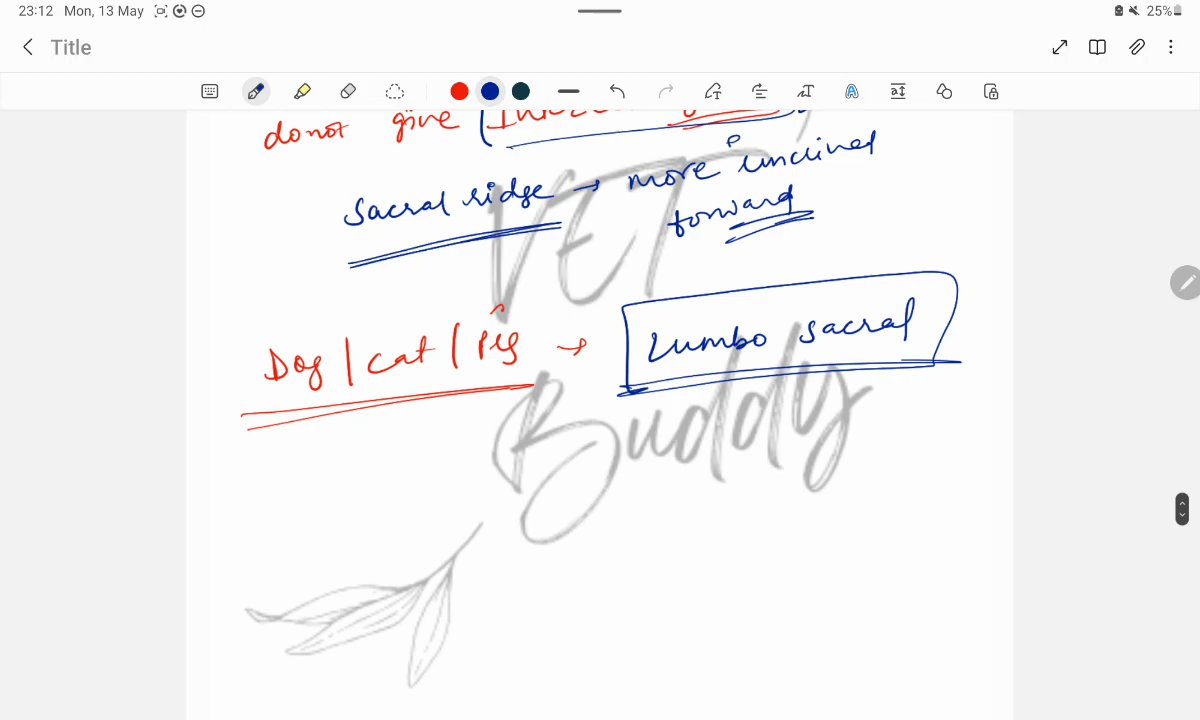 23:12 Mon, 13 May
25%
Title
donot give
Sacral ridge → more inclined
forward
Dog | Cat | Pig → Lumbo sacral
VET
Buddy